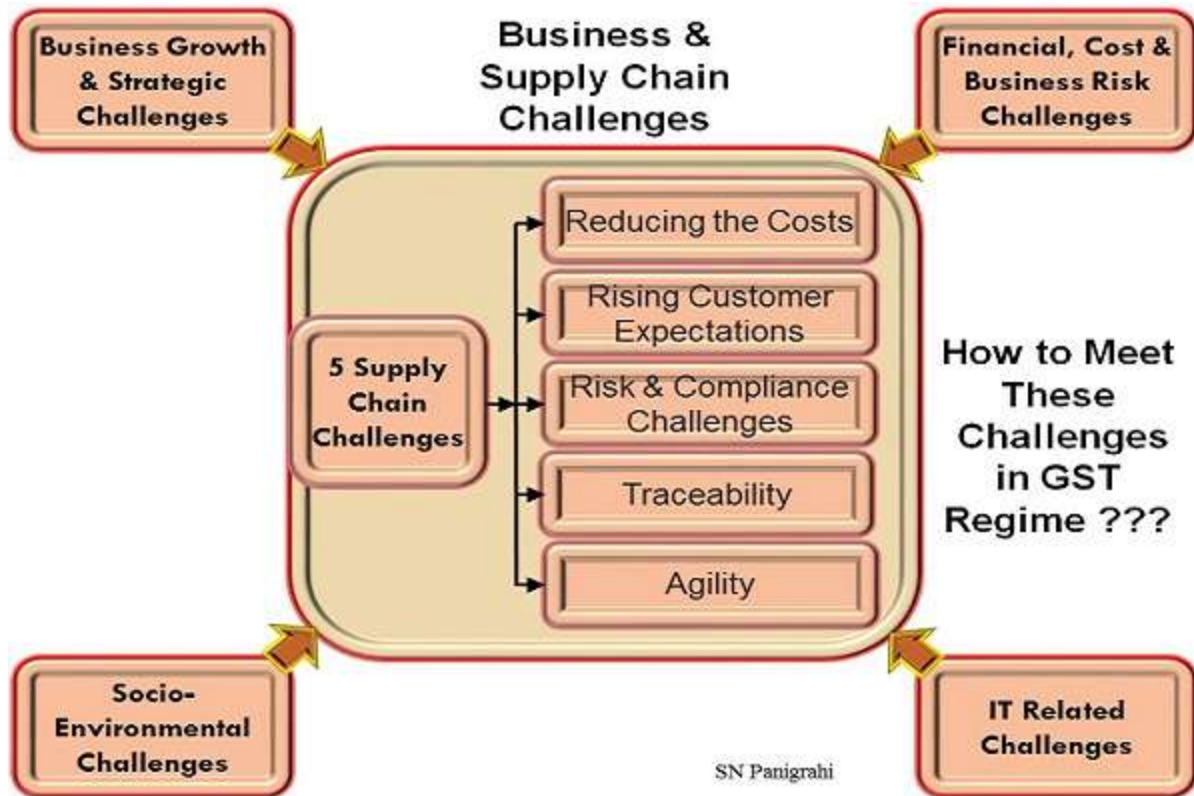 Business &
Supply Chain
Challenges
Business Growth
& Strategic
Challenges
Financial, Cost &
Business Risk
Challenges
5 Supply
Chain
Challenges
Reducing the Costs
Rising Customer
Expectations
Risk & Compliance
Challenges
Traceability
Agility
How to Meet
These
Challenges
in GST
Regime ???
Socio-
Environmental
Challenges
IT Related
Challenges
SN Panigrahi